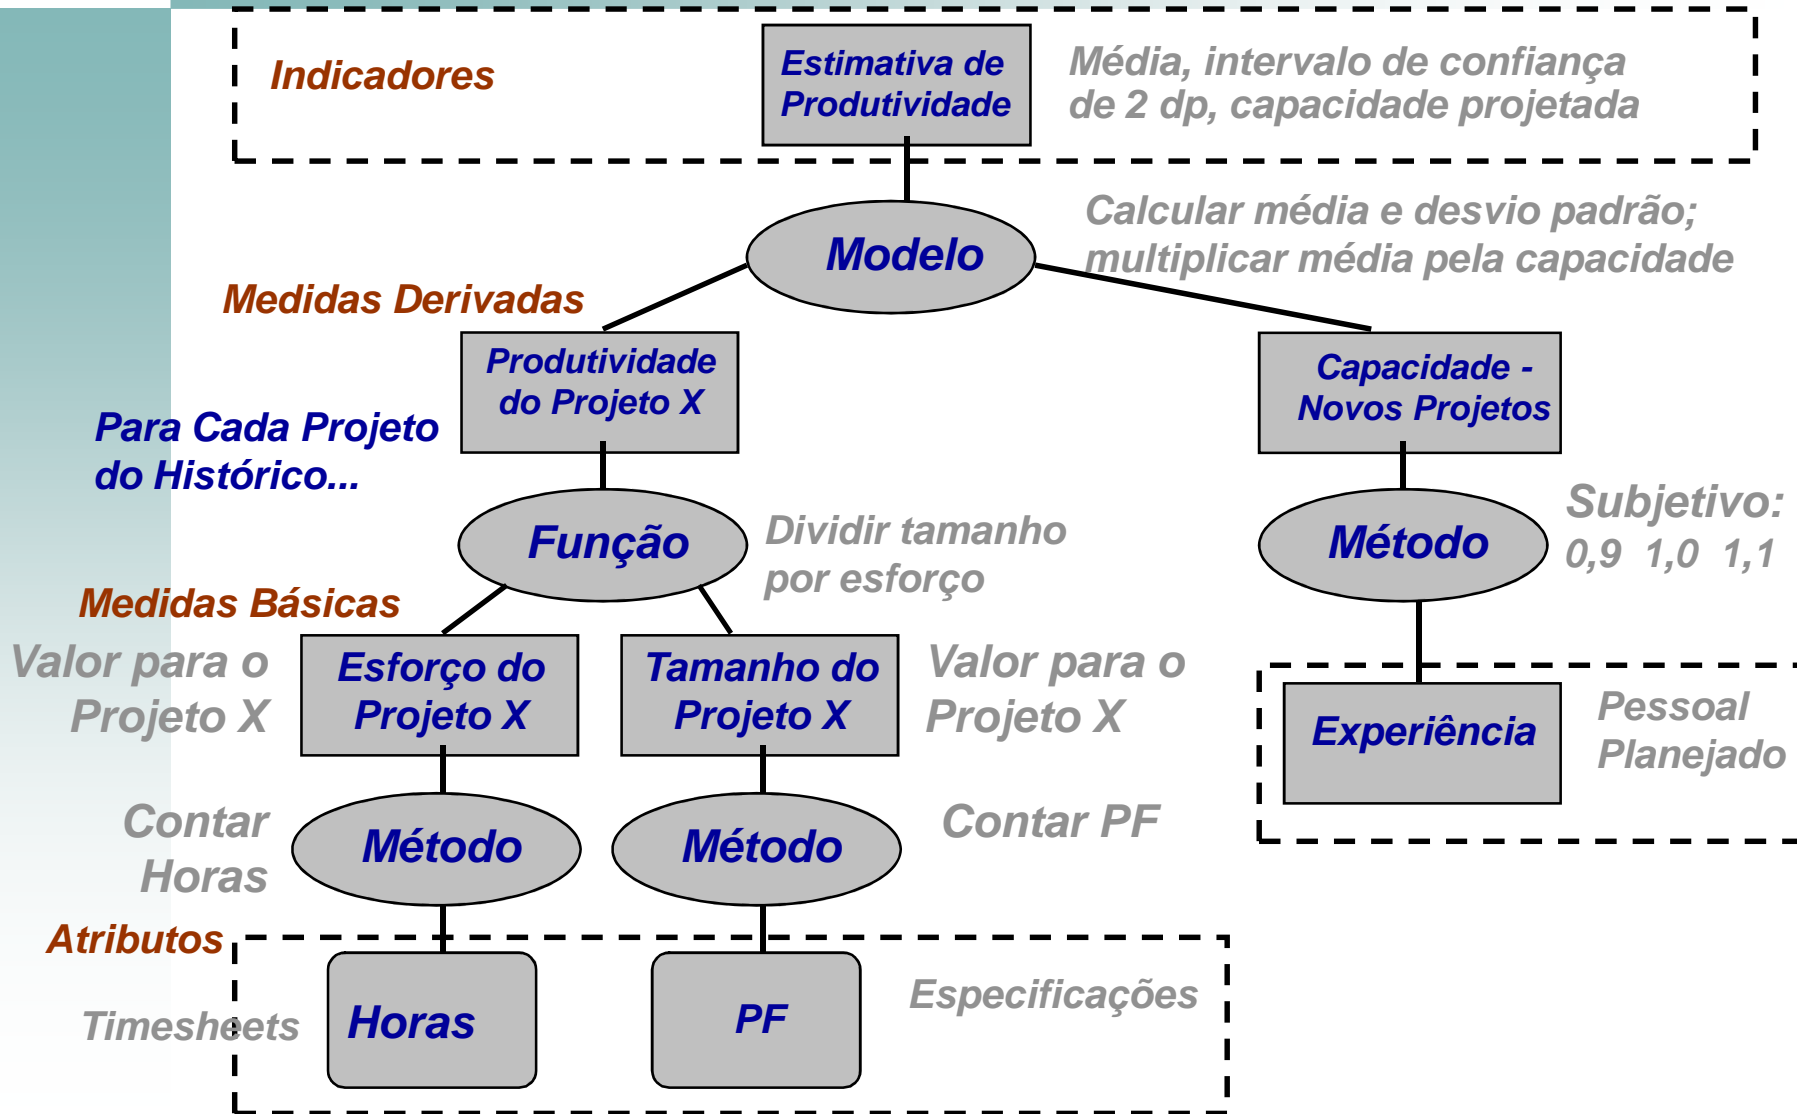 Indicadores
Estimativa de
Produtividade
Média, intervalo de confiança
de 2 dp, capacidade projetada
Modelo
Calcular média e desvio padrão;
multiplicar média pela capacidade
Medidas Derivadas
Produtividade
do Projeto X
Capacidade -
Novos Projetos
Para Cada Projeto
do Histórico...
Função
Dividir tamanho
por esforço
Método
Subjetivo:
0,9 1,0 1,1
Medidas Básicas
Valor para o
Projeto X
Esforço do
Projeto X
Tamanho do
Projeto X
Valor para o
Projeto X
Experiência
Pessoal
Planejado
Contar
Horas
Método
Método
Contar PF
Atributos
Timesheets
Horas
PF
Especificações